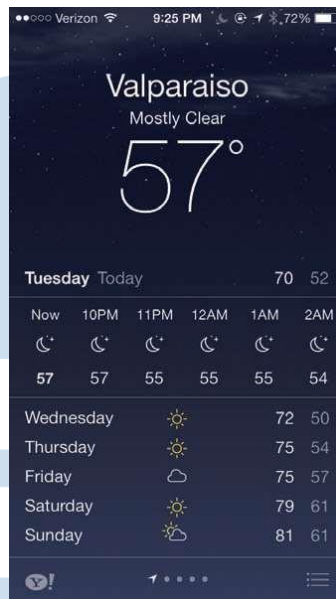 Verizon 9:25 PM 72%
Valparaiso
Mostly Clear
57°
Tuesday Today 70 52
Now 10PM 11PM 12AM 1AM 2AM
57 57 55 55 55 54
Wednesday 72 50
Thursday 75 54
Friday 75 57
Saturday 79 61
Sunday 81 61
Y!